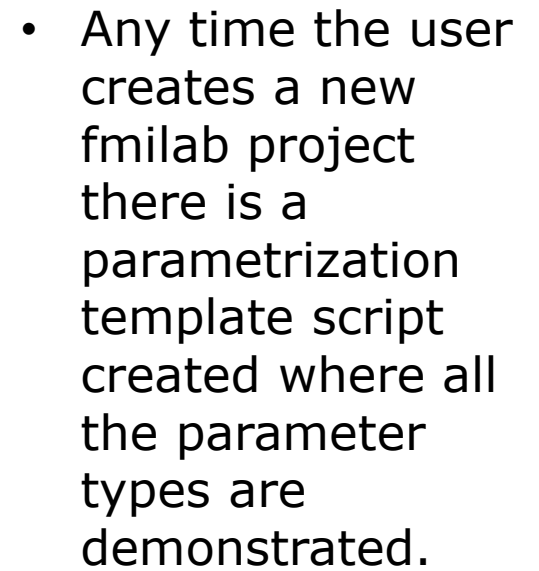 • Any time the user
creates a new
fmilab project
there is a
parametrization
template script
created where all
the parameter
types are
demonstrated.